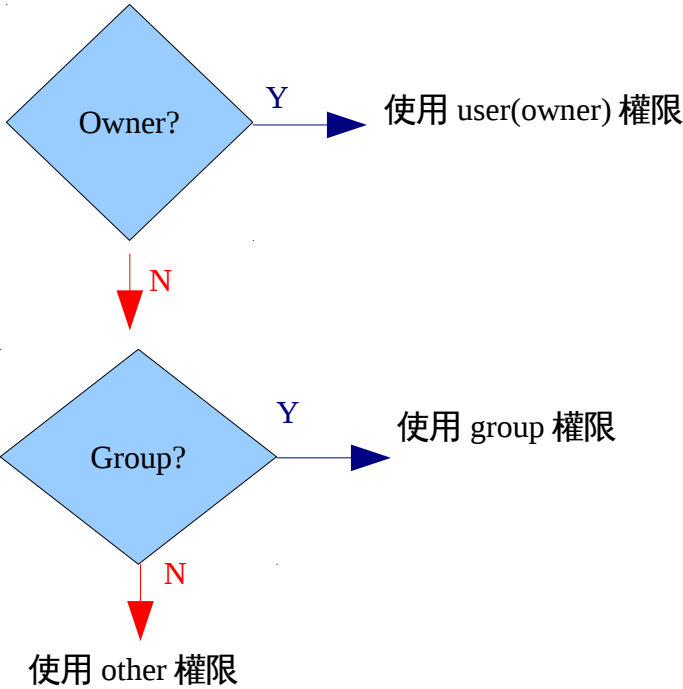 Owner?
Y
使用 user(owner) 權限
N
Group?
Y
使用 group 權限
N
使用 other 權限